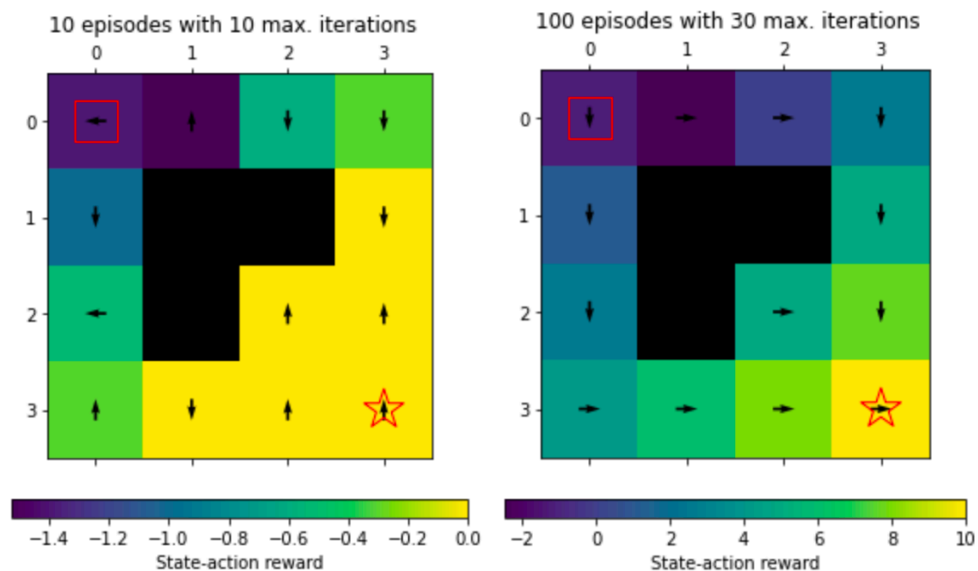 10 episodes with 10 max. iterations
0 1 2 3
0
1
2
3
−1.4 −1.2 −1.0 −0.8 −0.6 −0.4 −0.2 0.0
State-action reward
100 episodes with 30 max. iterations
0 1 2 3
0
1
2
3
−2 0 2 4 6 8 10
State-action reward